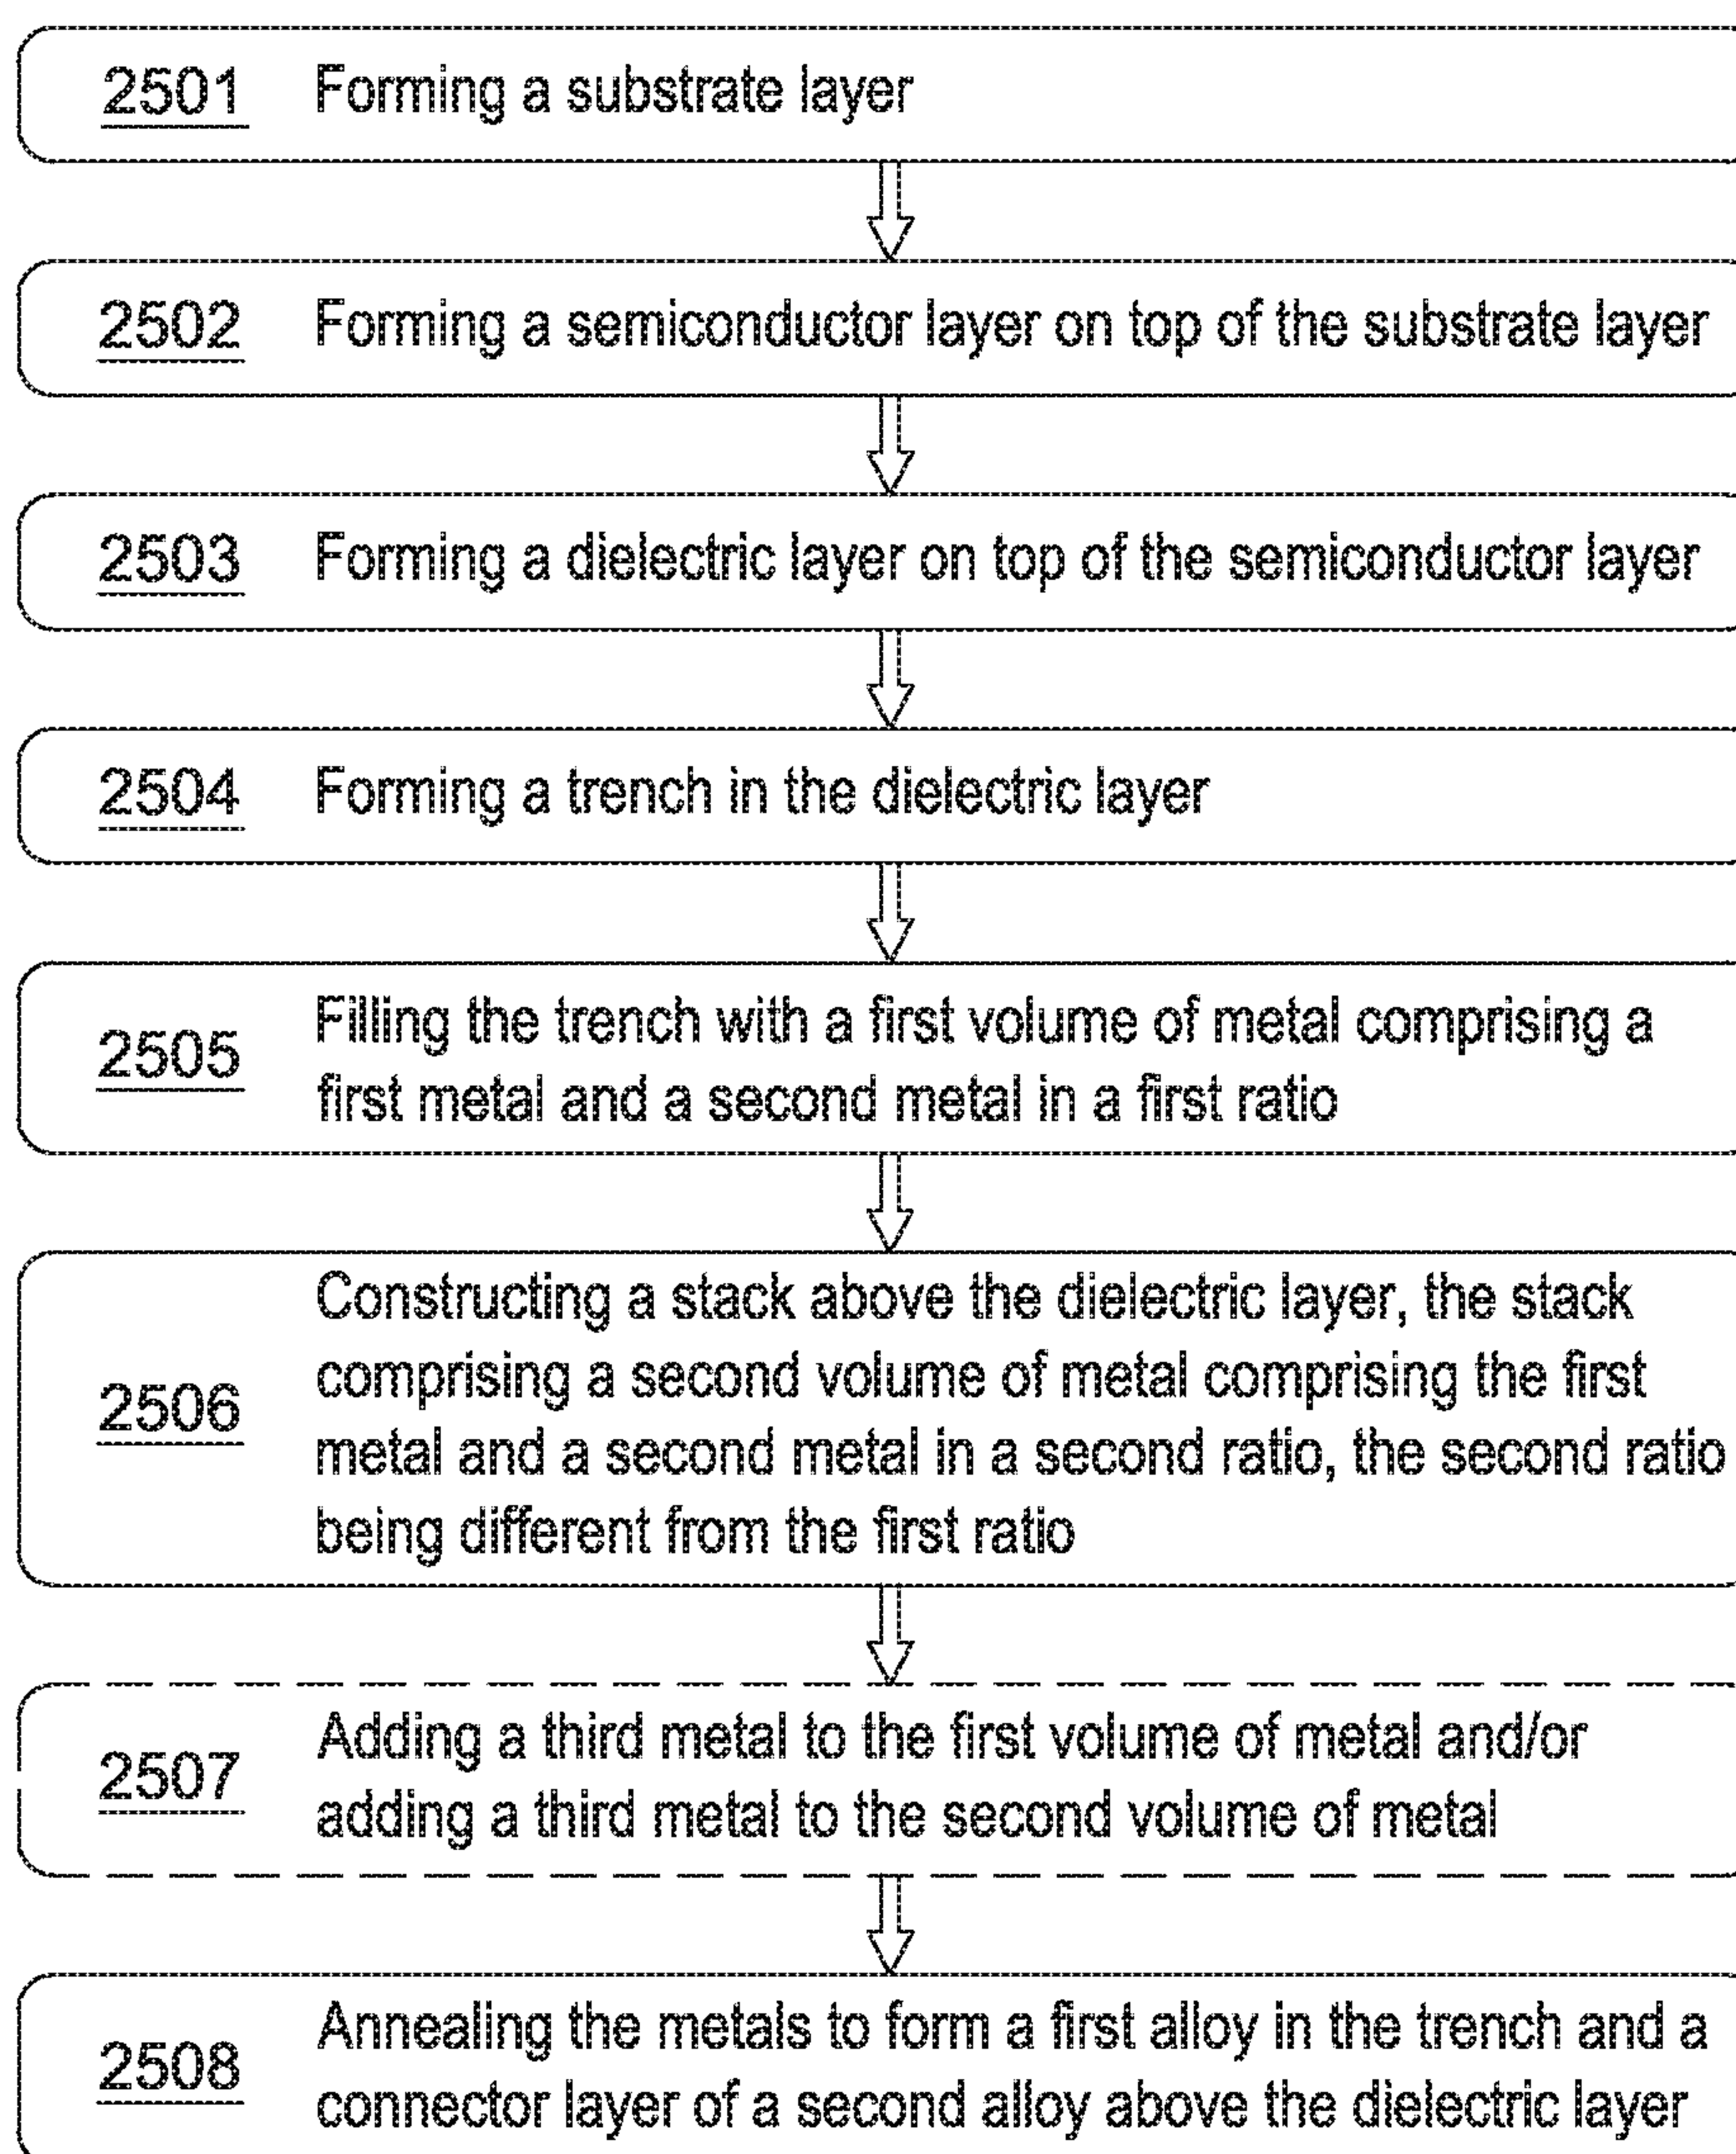 2501 Forming a substrate layer
2502 Forming a semiconductor layer on top of the substrate layer
2503 Forming a dielectric layer on top of the semiconductor layer
2504 Forming a trench in the dielectric layer
2505 Filling the trench with a first volume of metal comprising a
first metal and a second metal in a first ratio
2506 Constructing a stack above the dielectric layer, the stack
comprising a second volume of metal comprising the first
metal and a second metal in a second ratio, the second ratio
being different from the first ratio
2507 Adding a third metal to the first volume of metal and/or
adding a third metal to the second volume of metal
2508 Annealing the metals to form a first alloy in the trench and a
connector layer of a second alloy above the dielectric layer